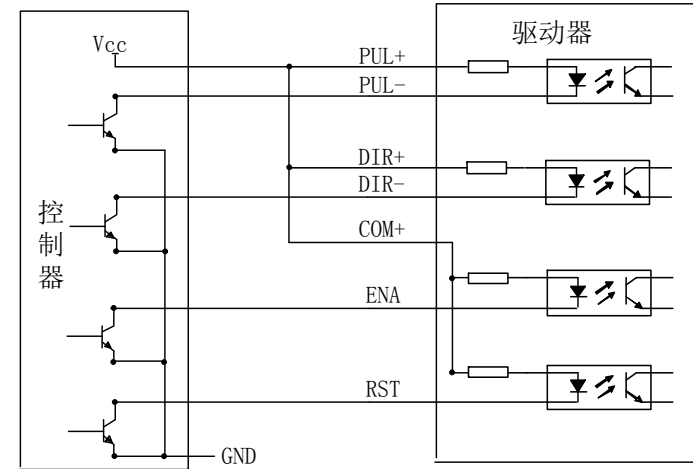 驱动器
Vcc
PUL+
PUL-
DIR+
DIR-
控制器
COM+
ENA
RST
GND